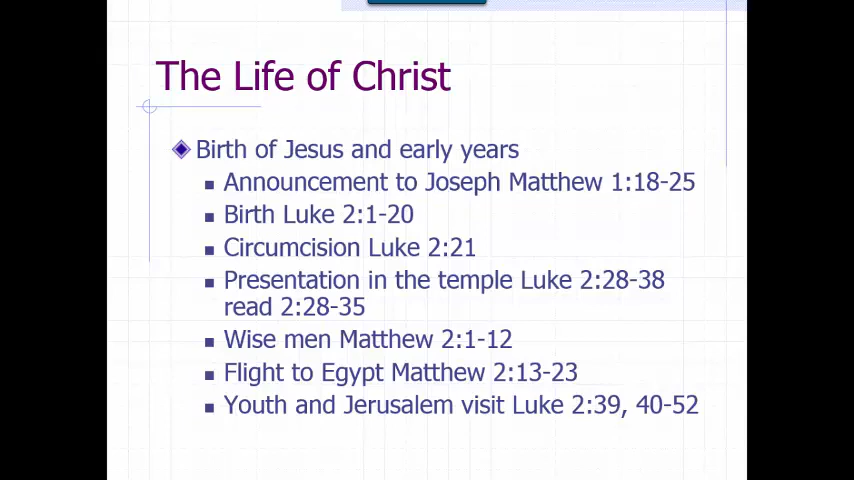 The Life of Christ
Birth of Jesus and early years
Announcement to Joseph Matthew 1:18-25
Birth Luke 2:1-20
Circumcision Luke 2:21
Presentation in the temple Luke 2:28-38
read 2:28-35
Wise men Matthew 2:1-12
Flight to Egypt Matthew 2:13-23
Youth and Jerusalem visit Luke 2:39, 40-52